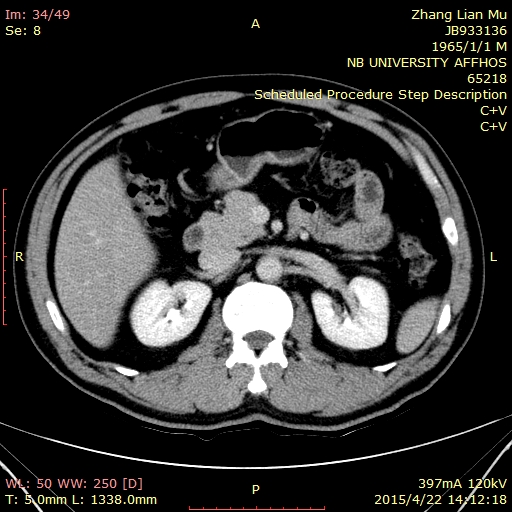 Im: 34/49
Se: 8
A
Zhang Lian Mu
JB933136
1965/1/1 M
NB UNIVERSITY AFFHOS
65218
Scheduled Procedure Step Description
C+V
C+V
R
L
WL: 50 WW: 250 [D]
T: 5.0mm L: 1338.0mm
P
397mA 120kV
2015/4/22 14:12:18